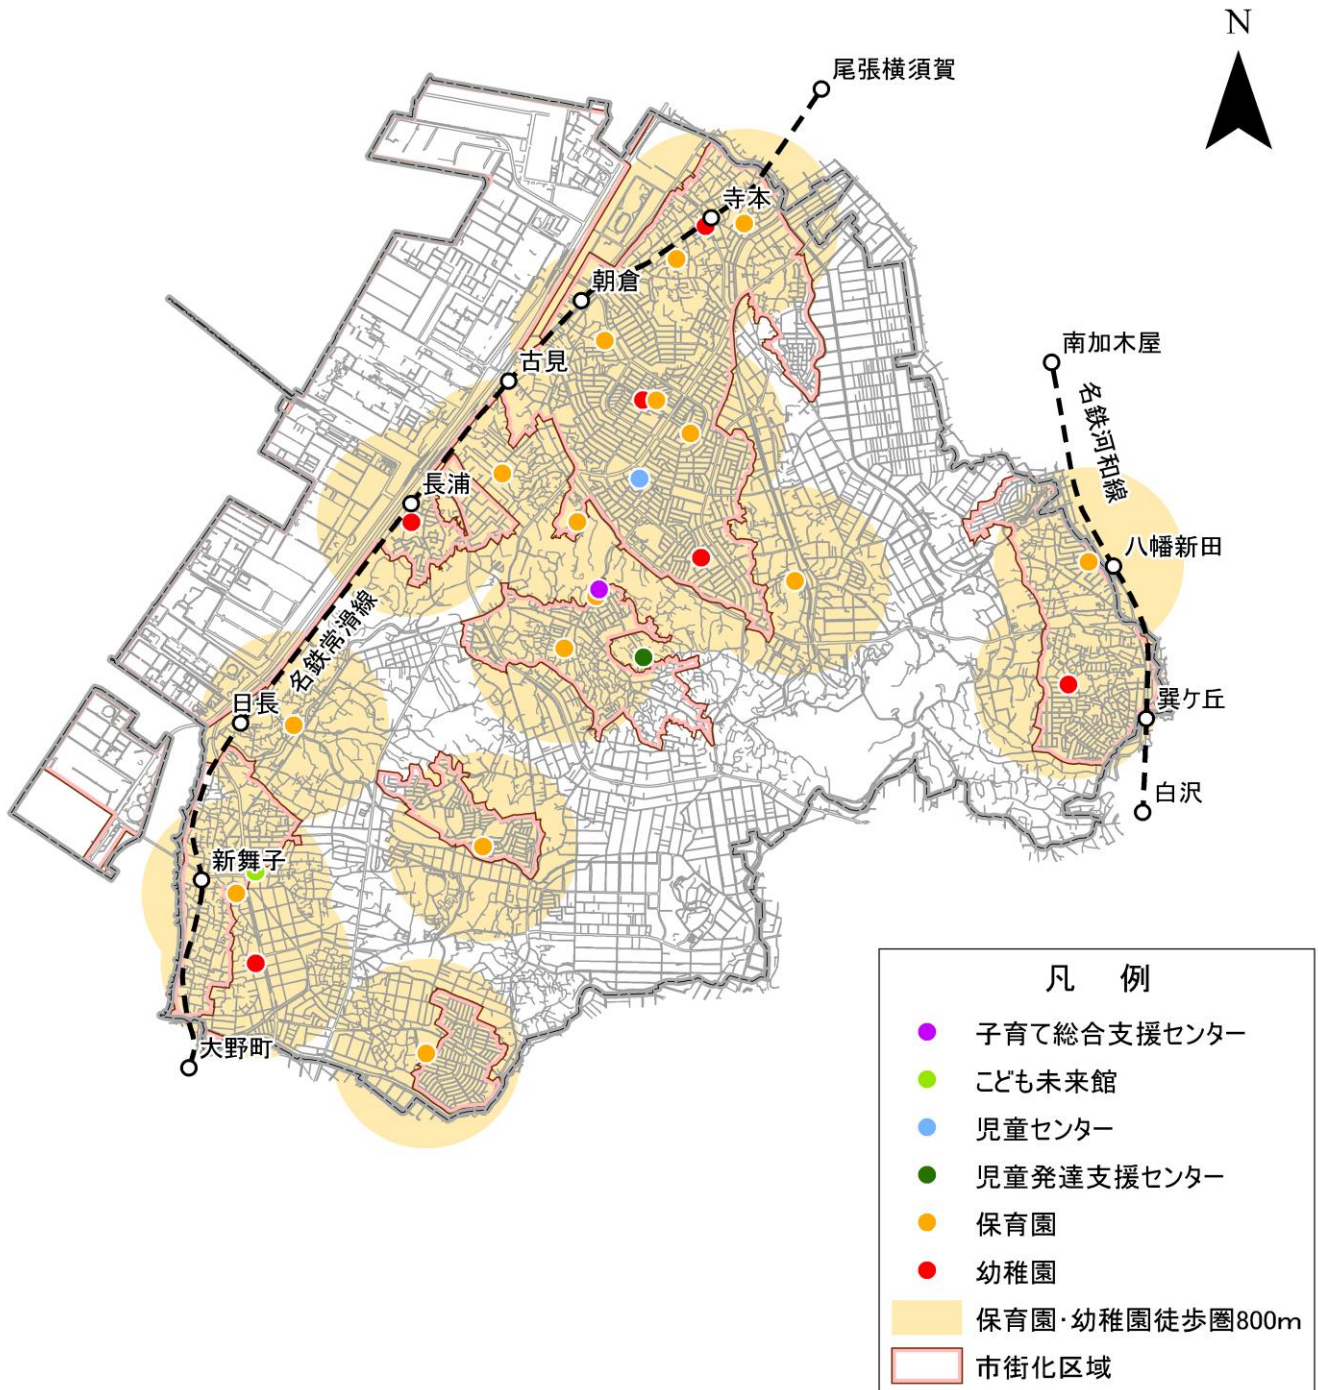 N
尾張横須賀
寺本
朝倉
南加木屋
古見
名鉄河和線
長浦
八幡新田
名鉄常滑線
巽ケ丘
日長
白沢
新舞子
大野町
凡 例
子育て総合支援センター
こども未来館
児童センター
児童発達支援センター
保育園
幼稚園
保育園・幼稚園徒歩圏800m
市街化区域